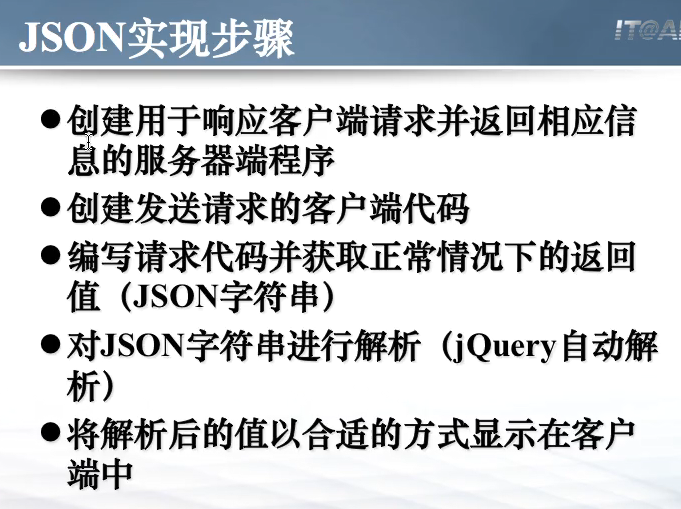 JSON实现步骤
IT@A
●创建用于响应客户端请求并返回相应信
息的服务器端程序
●创建发送请求的客户端代码
●编写请求代码并获取正常情况下的返回
值（JSON字符串）
●对JSON字符串进行解析（jQuery自动解
析）
●将解析后的值以合适的方式显示在客户
端中